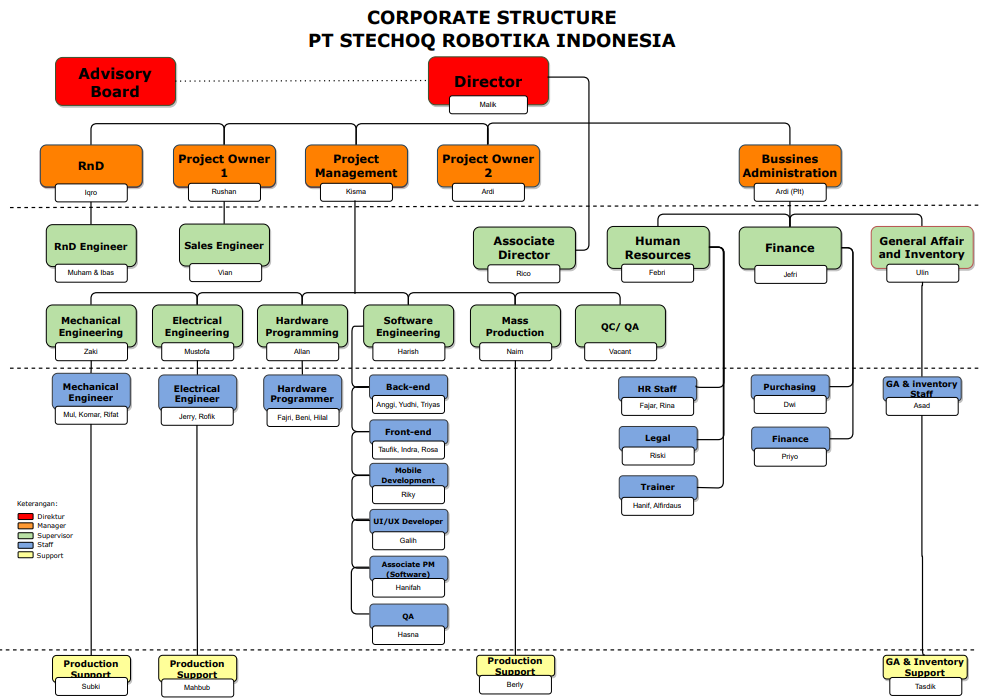 CORPORATE STRUCTURE
PT STECHOQ ROBOTIKA INDONESIA
Advisory
Board
Director
Malik
RnD
Iqro
Project Owner
1
Rushan
Project
Management
Kisma
Project Owner
2
Ardi
Bussines
Administration
Ardi (Plt)
RnD Engineer
Muham & Ibas
Sales Engineer
Vian
Associate
Director
Rico
Human
Resources
Febri
Finance
Jefri
General Affair
and Inventory
Ulin
Mechanical
Engineering
Zaki
Electrical
Engineering
Mustofa
Hardware
Programming
Allan
Software
Engineering
Harish
Mass
Production
Naim
QC/ QA
Vacant
Mechanical
Engineer
Mul, Komar, Rifat
Electrical
Engineer
Jerry, Rofik
Hardware
Programmer
Fajri, Beni, Hilal
Back-end
Anggi, Yudhi, Triyas
Front-end
Taufik, Indra, Rosa
Mobile
Development
Riky
UI/UX Developer
Galih
Associate PM
(Software)
Hanifah
QA
Hasna
HR Staff
Fajar, Rina
Legal
Riski
Trainer
Hanif, Alfirdaus
Purchasing
Dwi
Finance
Priyo
GA & inventory
Staff
Asad
Keterangan:
Direktur
Manager
Supervisor
Staff
Support
Production
Support
Subki
Production
Support
Mahbub
Production
Support
Berly
GA & Inventory
Support
Tasdik